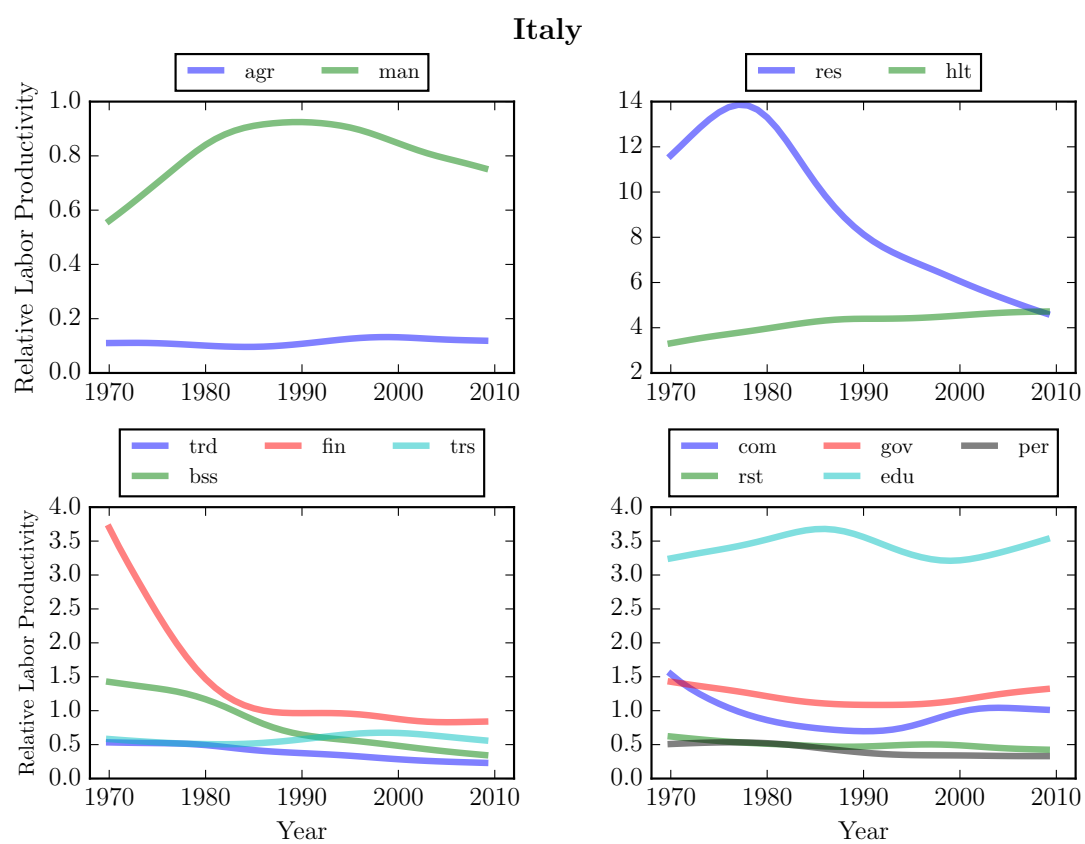 Italy
agr man
res hlt
Relative Labor Productivity
1.0
0.8
0.6
0.4
0.2
0.0
1970 1980 1990 2000 2010
14
12
10
8
6
4
2
1970 1980 1990 2000 2010
trd fin trs
bss
com gov per
rst edu
Relative Labor Productivity
4.0
3.5
3.0
2.5
2.0
1.5
1.0
0.5
0.0
1970 1980 1990 2000 2010
Year
4.0
3.5
3.0
2.5
2.0
1.5
1.0
0.5
0.0
1970 1980 1990 2000 2010
Year